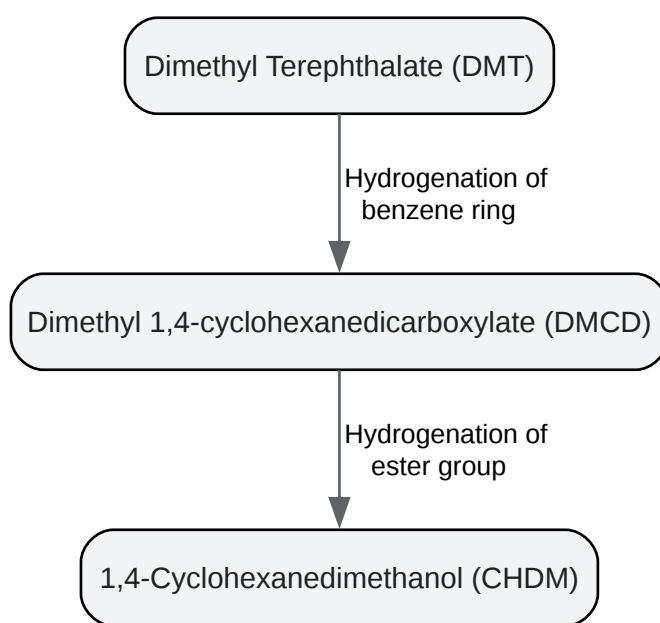 Dimethyl Terephthalate (DMT)
Hydrogenation of
benzene ring
Dimethyl 1,4-cyclohexanedicarboxylate (DMCD)
Hydrogenation of
ester group
1,4-Cyclohexanedimethanol (CHDM)